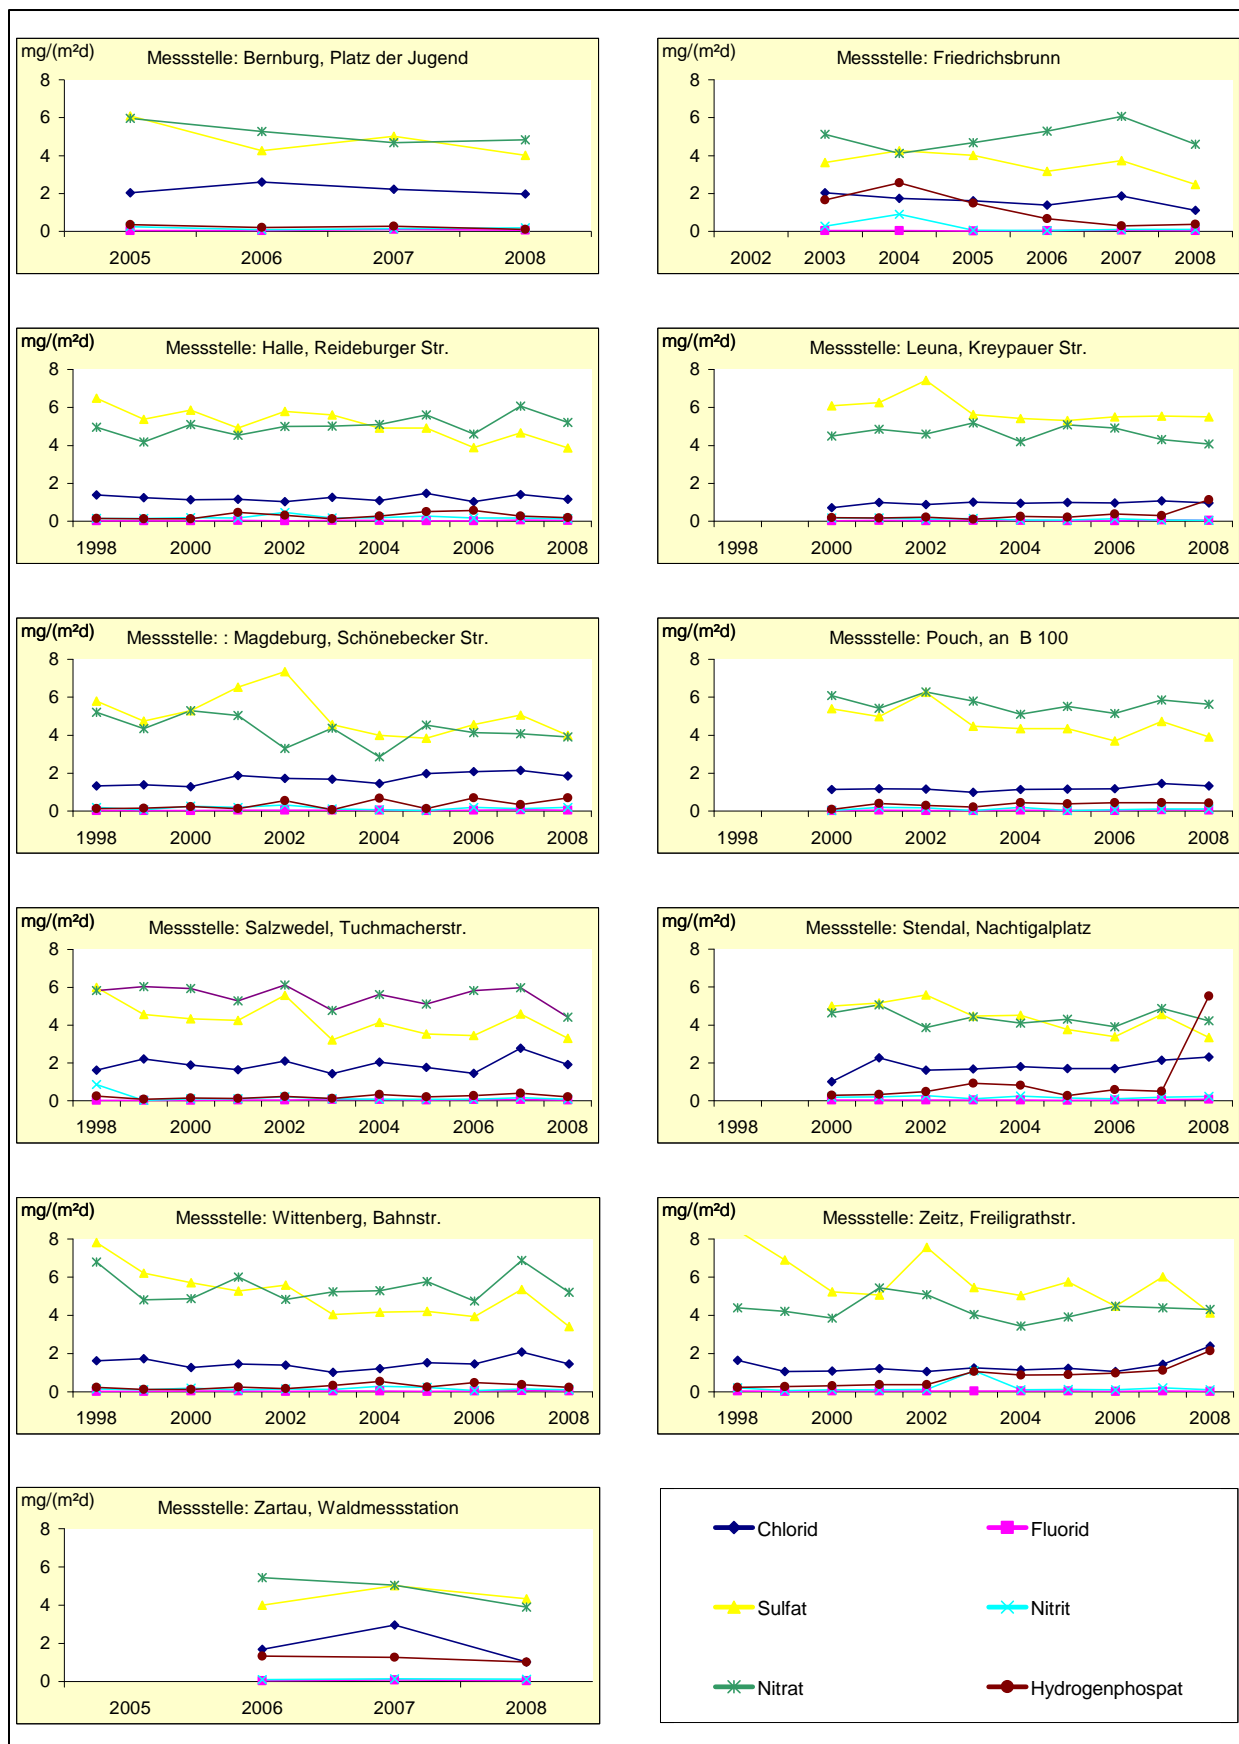 mg/(m²d)
Messstelle: Bernburg, Platz der Jugend
8
6
4
2
0
2005 2006 2007 2008
mg/(m²d)
Messstelle: Friedrichsbrunn
8
6
4
2
0
2002 2003 2004 2005 2006 2007 2008
mg/(m²d)
Messstelle: Halle, Reideburger Str.
8
6
4
2
0
1998 2000 2002 2004 2006 2008
mg/(m²d)
Messstelle: Leuna, Kreypauer Str.
8
6
4
2
0
1998 2000 2002 2004 2006 2008
mg/(m²d)
Messstelle: : Magdeburg, Schönebecker Str.
8
6
4
2
0
1998 2000 2002 2004 2006 2008
mg/(m²d)
Messstelle: Pouch, an B 100
8
6
4
2
0
1998 2000 2002 2004 2006 2008
mg/(m²d)
Messstelle: Salzwedel, Tuchmacherstr.
8
6
4
2
0
1998 2000 2002 2004 2006 2008
mg/(m²d)
Messstelle: Stendal, Nachtigalplatz
8
6
4
2
0
1998 2000 2002 2004 2006 2008
mg/(m²d)
Messstelle: Wittenberg, Bahnstr.
8
6
4
2
0
1998 2000 2002 2004 2006 2008
mg/(m²d)
Messstelle: Zeitz, Freiligrathstr.
8
6
4
2
0
1998 2000 2002 2004 2006 2008
mg/(m²d)
Messstelle: Zartau, Waldmessstation
8
6
4
2
0
2005 2006 2007 2008
Chlorid Fluorid
Sulfat Nitrit
Nitrat Hydrogenphospat